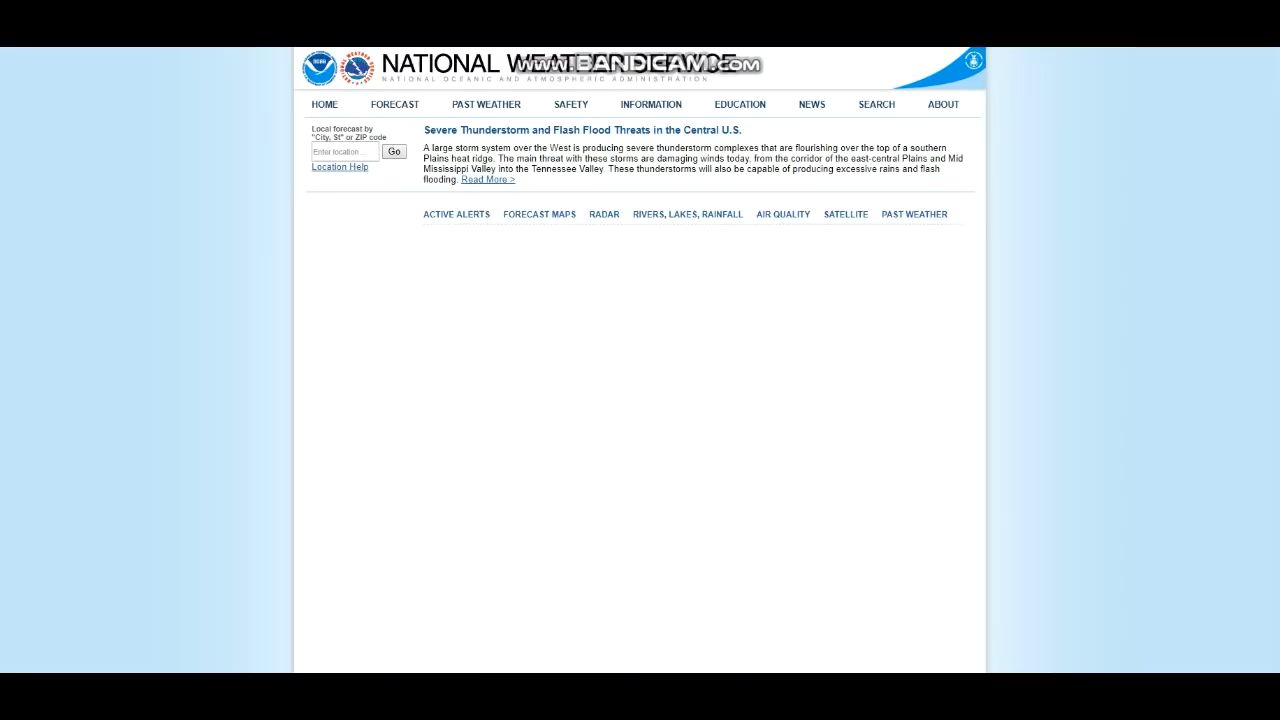 NATIONAL WEATHER SERVICE
www.BANDICAM.COM
NATIONAL OCEANIC AND ATMOSPHERIC ADMINISTRATION
HOME FORECAST PAST WEATHER SAFETY INFORMATION EDUCATION NEWS SEARCH ABOUT
Local forecast by
"City, St" or ZIP code
Enter location ...
Go
Location Help
Severe Thunderstorm and Flash Flood Threats in the Central U.S.
A large storm system over the West is producing severe thunderstorm complexes that are flourishing over the top of a southern
Plains heat ridge. The main threat with these storms are damaging winds today, from the corridor of the east-central Plains and Mid
Mississippi Valley into the Tennessee Valley. These thunderstorms will also be capable of producing excessive rains and flash
flooding. Read More >
ACTIVE ALERTS FORECAST MAPS RADAR RIVERS, LAKES, RAINFALL AIR QUALITY SATELLITE PAST WEATHER